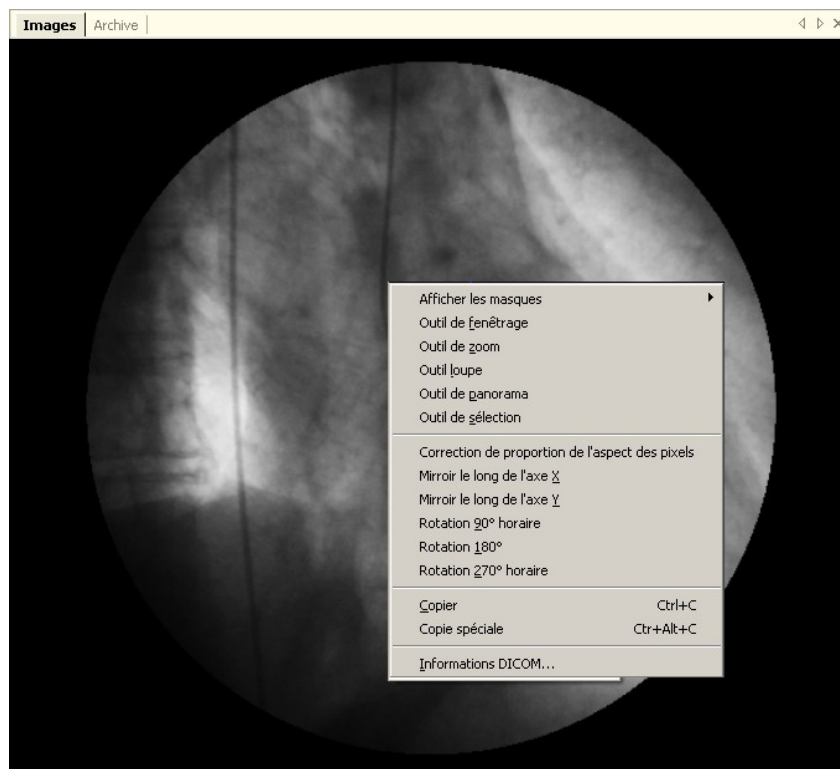 Images Archive
Afficher les masques
Outil de fenêtrage
Outil de zoom
Outil loupe
Outil de panorama
Outil de sélection
Correction de proportion de l'aspect des pixels
Mirroir le long de l'axe X
Mirroir le long de l'axe Y
Rotation 90° horaire
Rotation 180°
Rotation 270° horaire
Copier Ctrl+C
Copie spéciale Ctr+Alt+C
Informations DICOM...